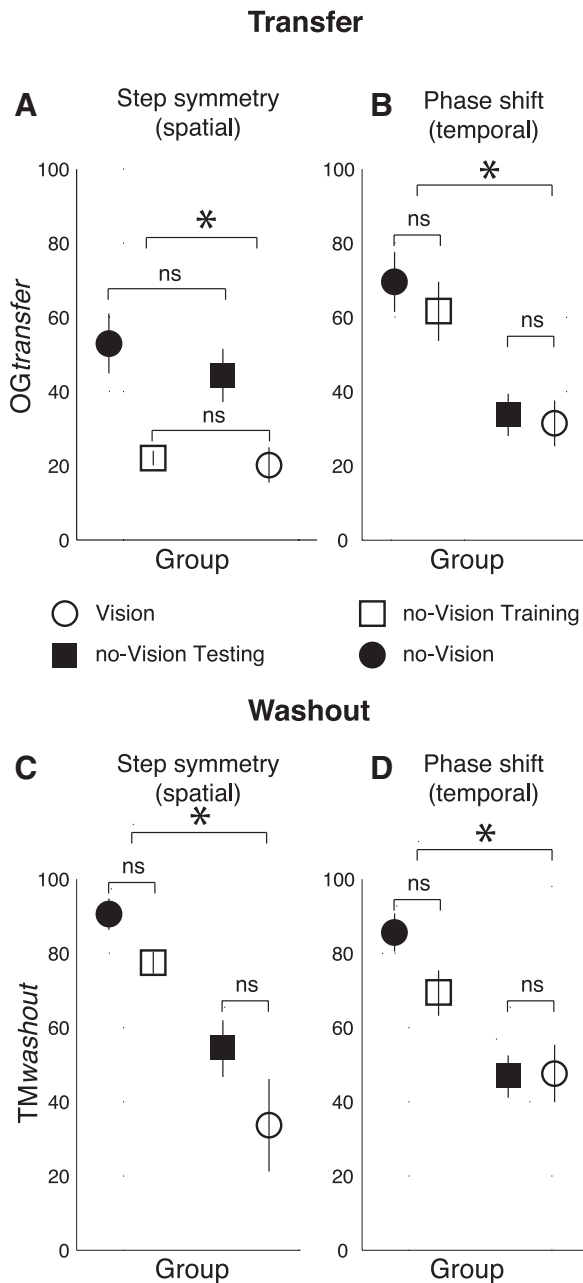 Transfer
A
Step symmetry
(spatial)
B
Phase shift
(temporal)
100
80
60
40
20
0
OGtransfer
*
ns
ns
Group
100
80
60
40
20
0
*
ns
ns
Group
Vision
no-Vision Training
no-Vision Testing
no-Vision
Washout
C
Step symmetry
(spatial)
D
Phase shift
(temporal)
100
80
60
40
20
0
TMwashout
*
ns
ns
Group
100
80
60
40
20
0
*
ns
ns
Group